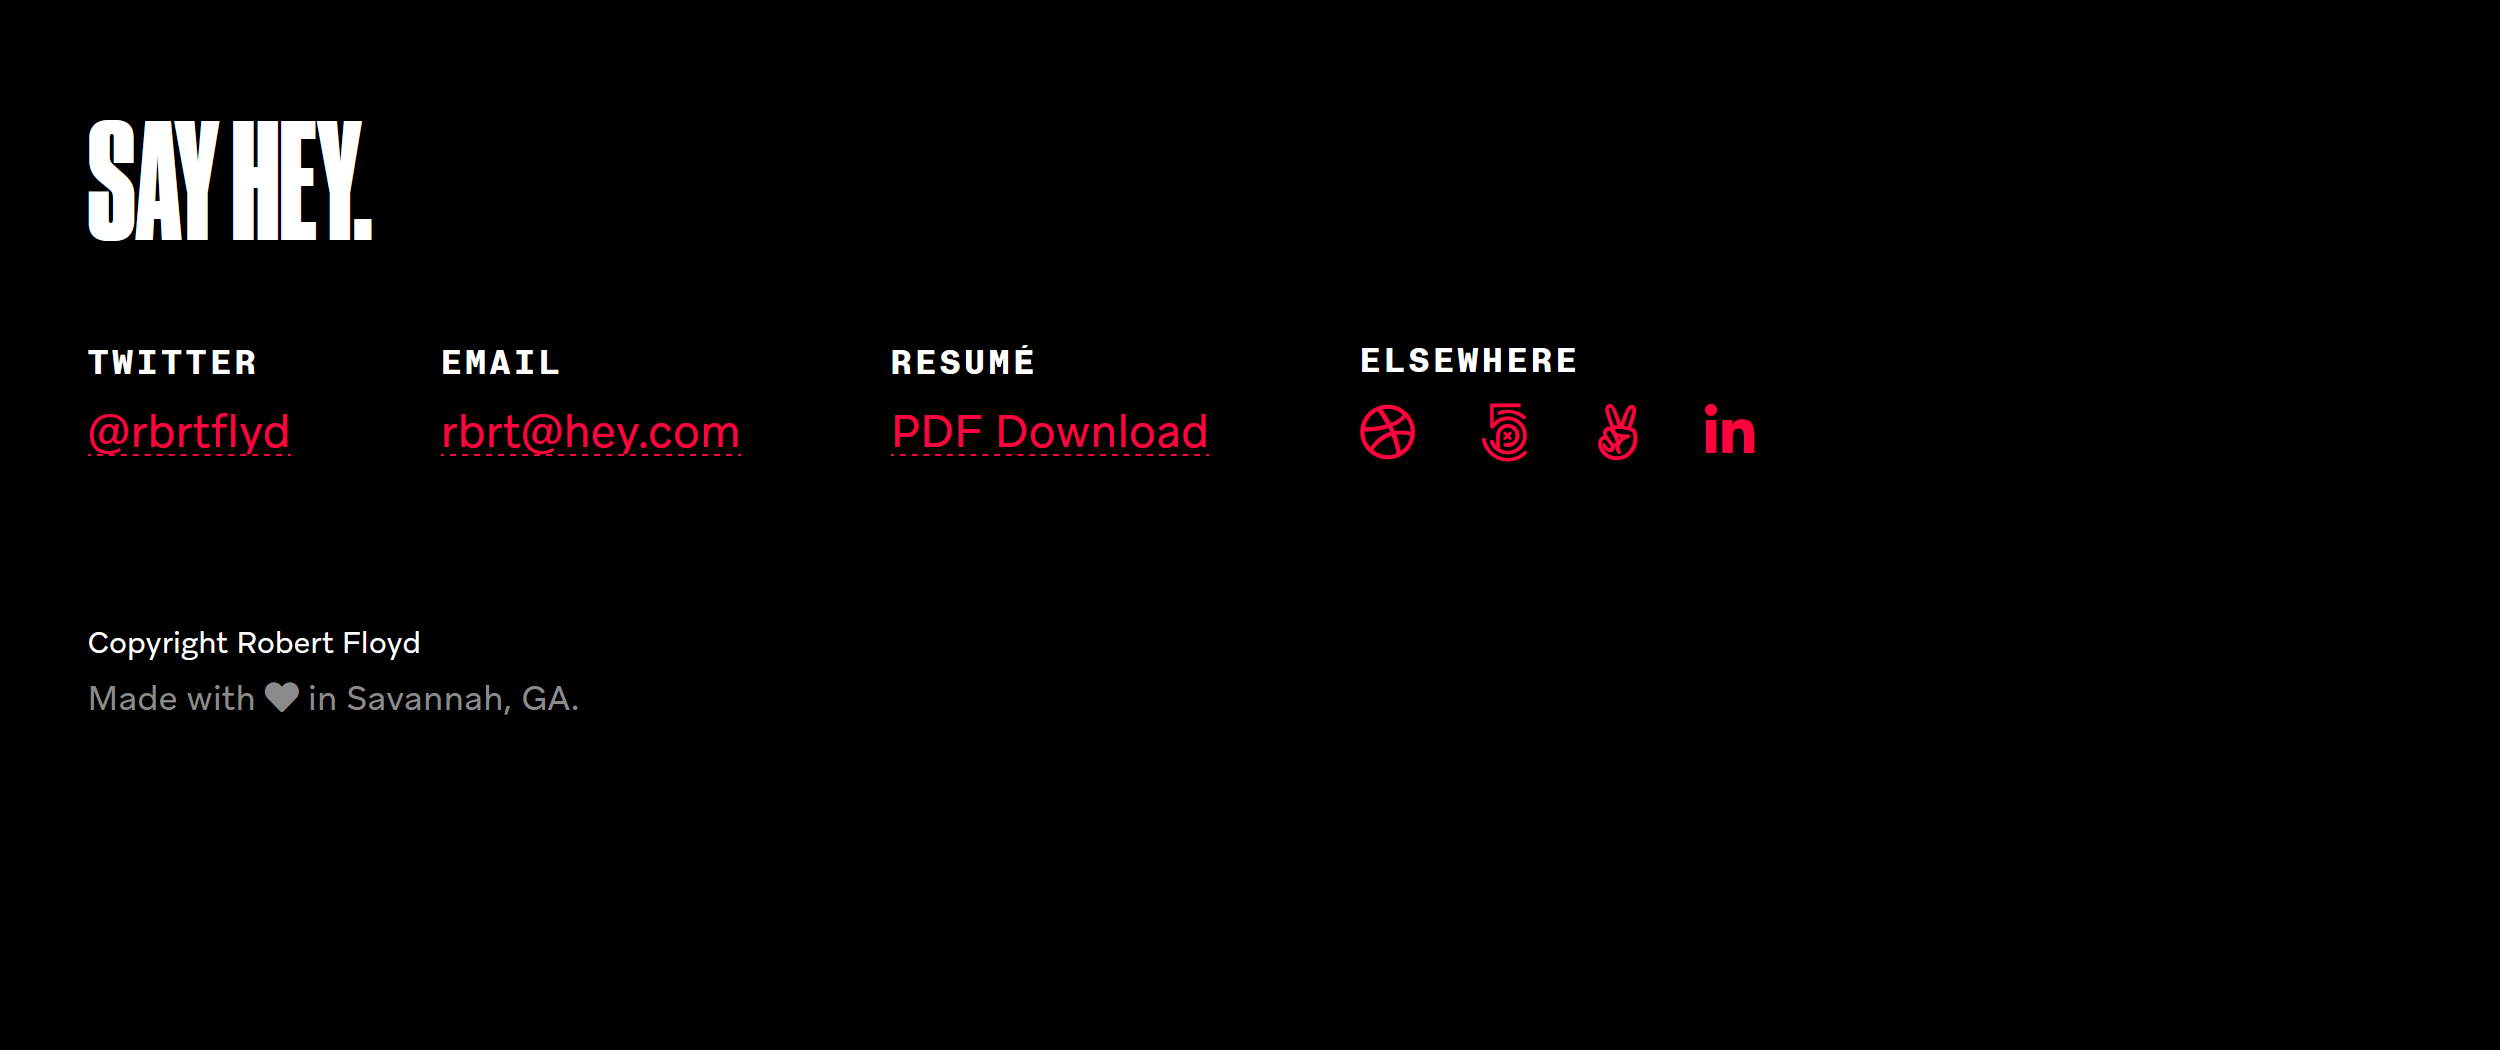 SAY HEY.
TWITTER
@rbrtflyd
EMAIL
rbrt@hey.com
RESUMÉ
PDF Download
ELSEWHERE
in
Copyright Robert Floyd
Made with ♥ in Savannah, GA.